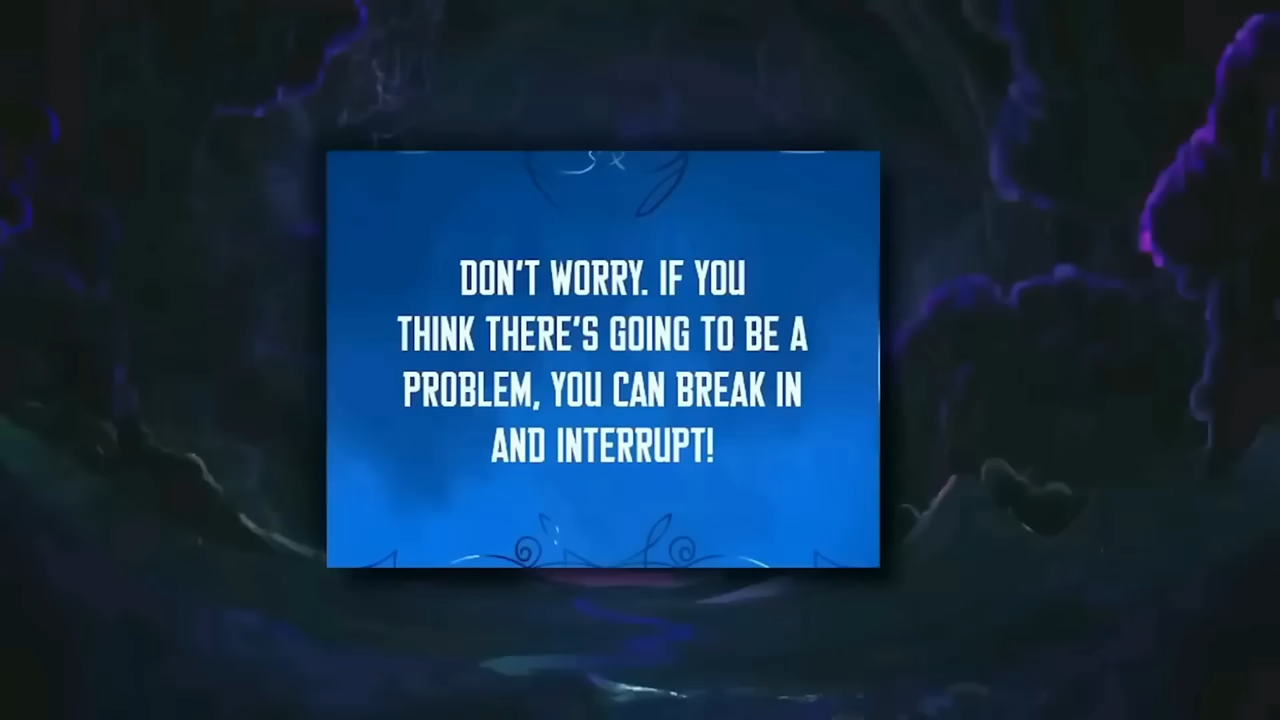 DON'T WORRY. IF YOU
THINK THERE'S GOING TO BE A
PROBLEM, YOU CAN BREAK IN
AND INTERRUPT!